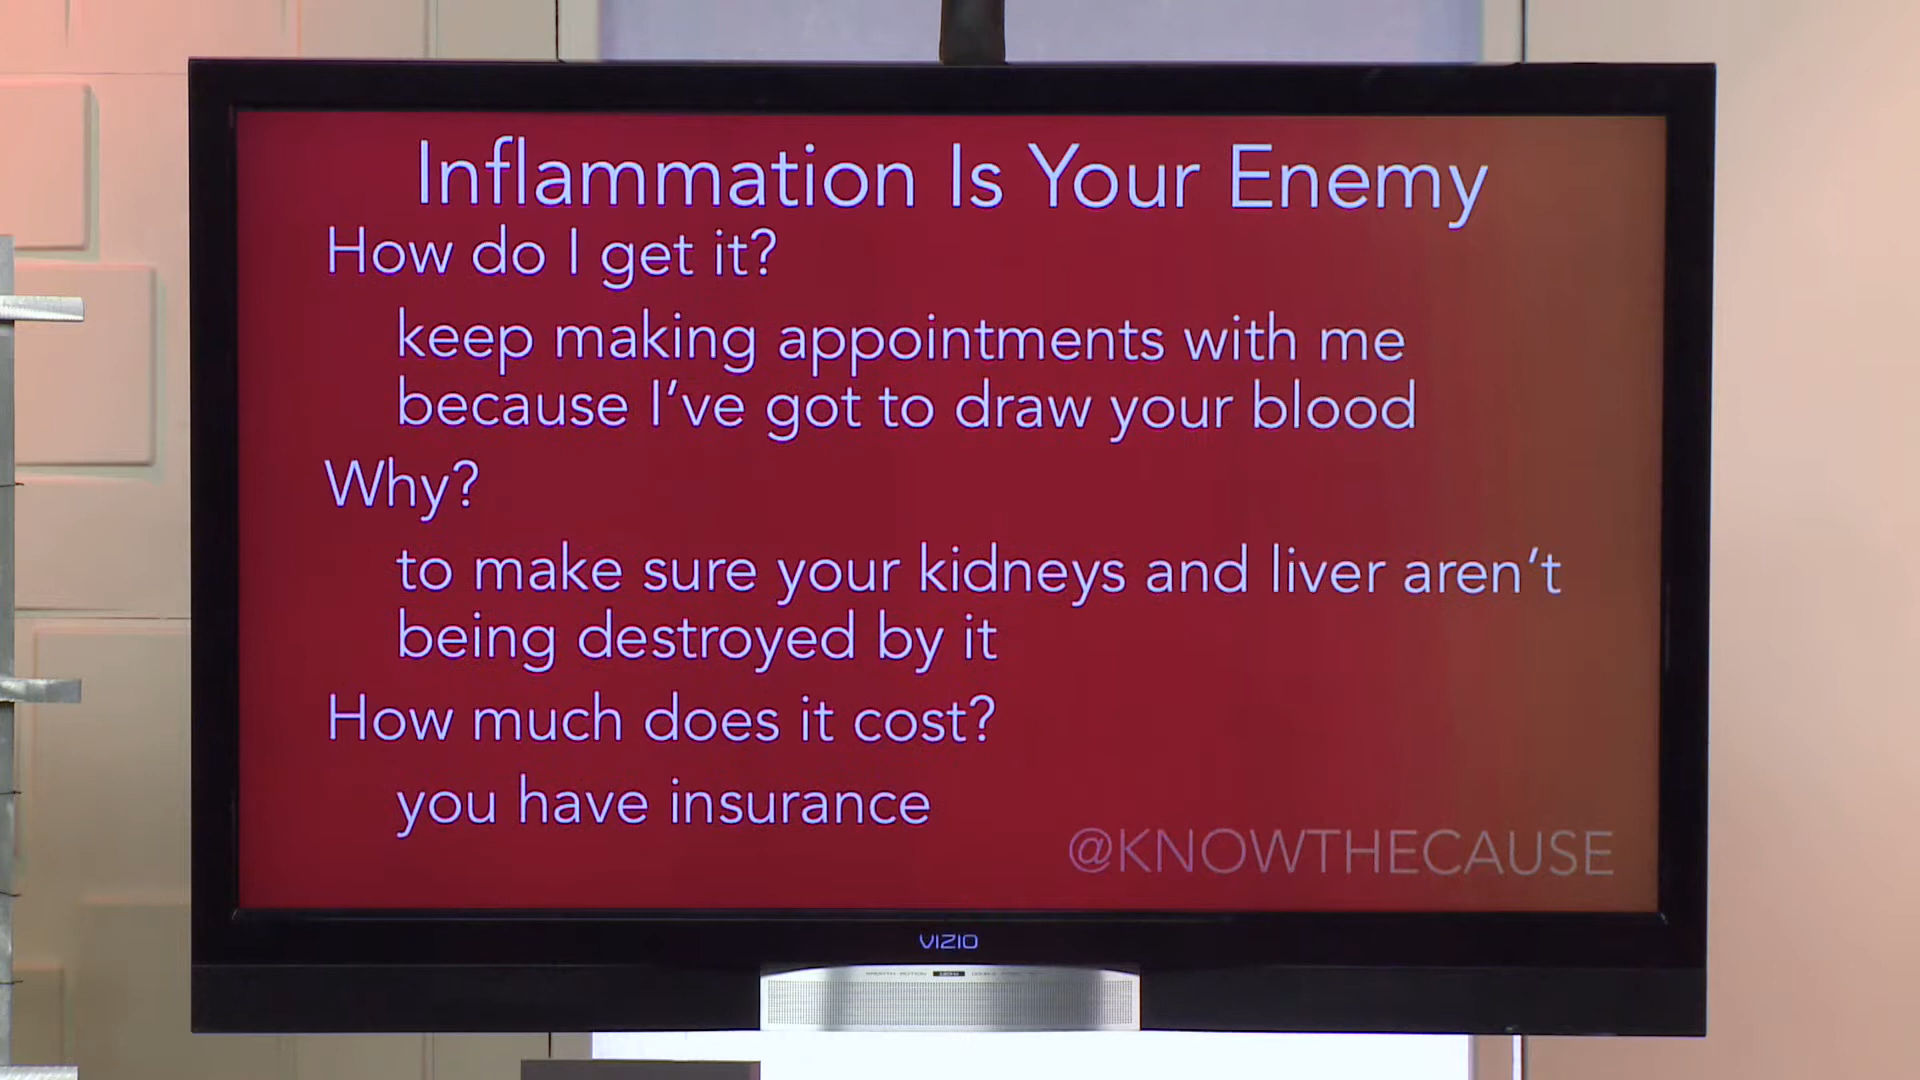 Inflammation Is Your Enemy
How do I get it?
keep making appointments with me
because I've got to draw your blood
Why?
to make sure your kidneys and liver aren't
being destroyed by it
How much does it cost?
you have insurance
@KNOWTHECAUSE
VIZIO